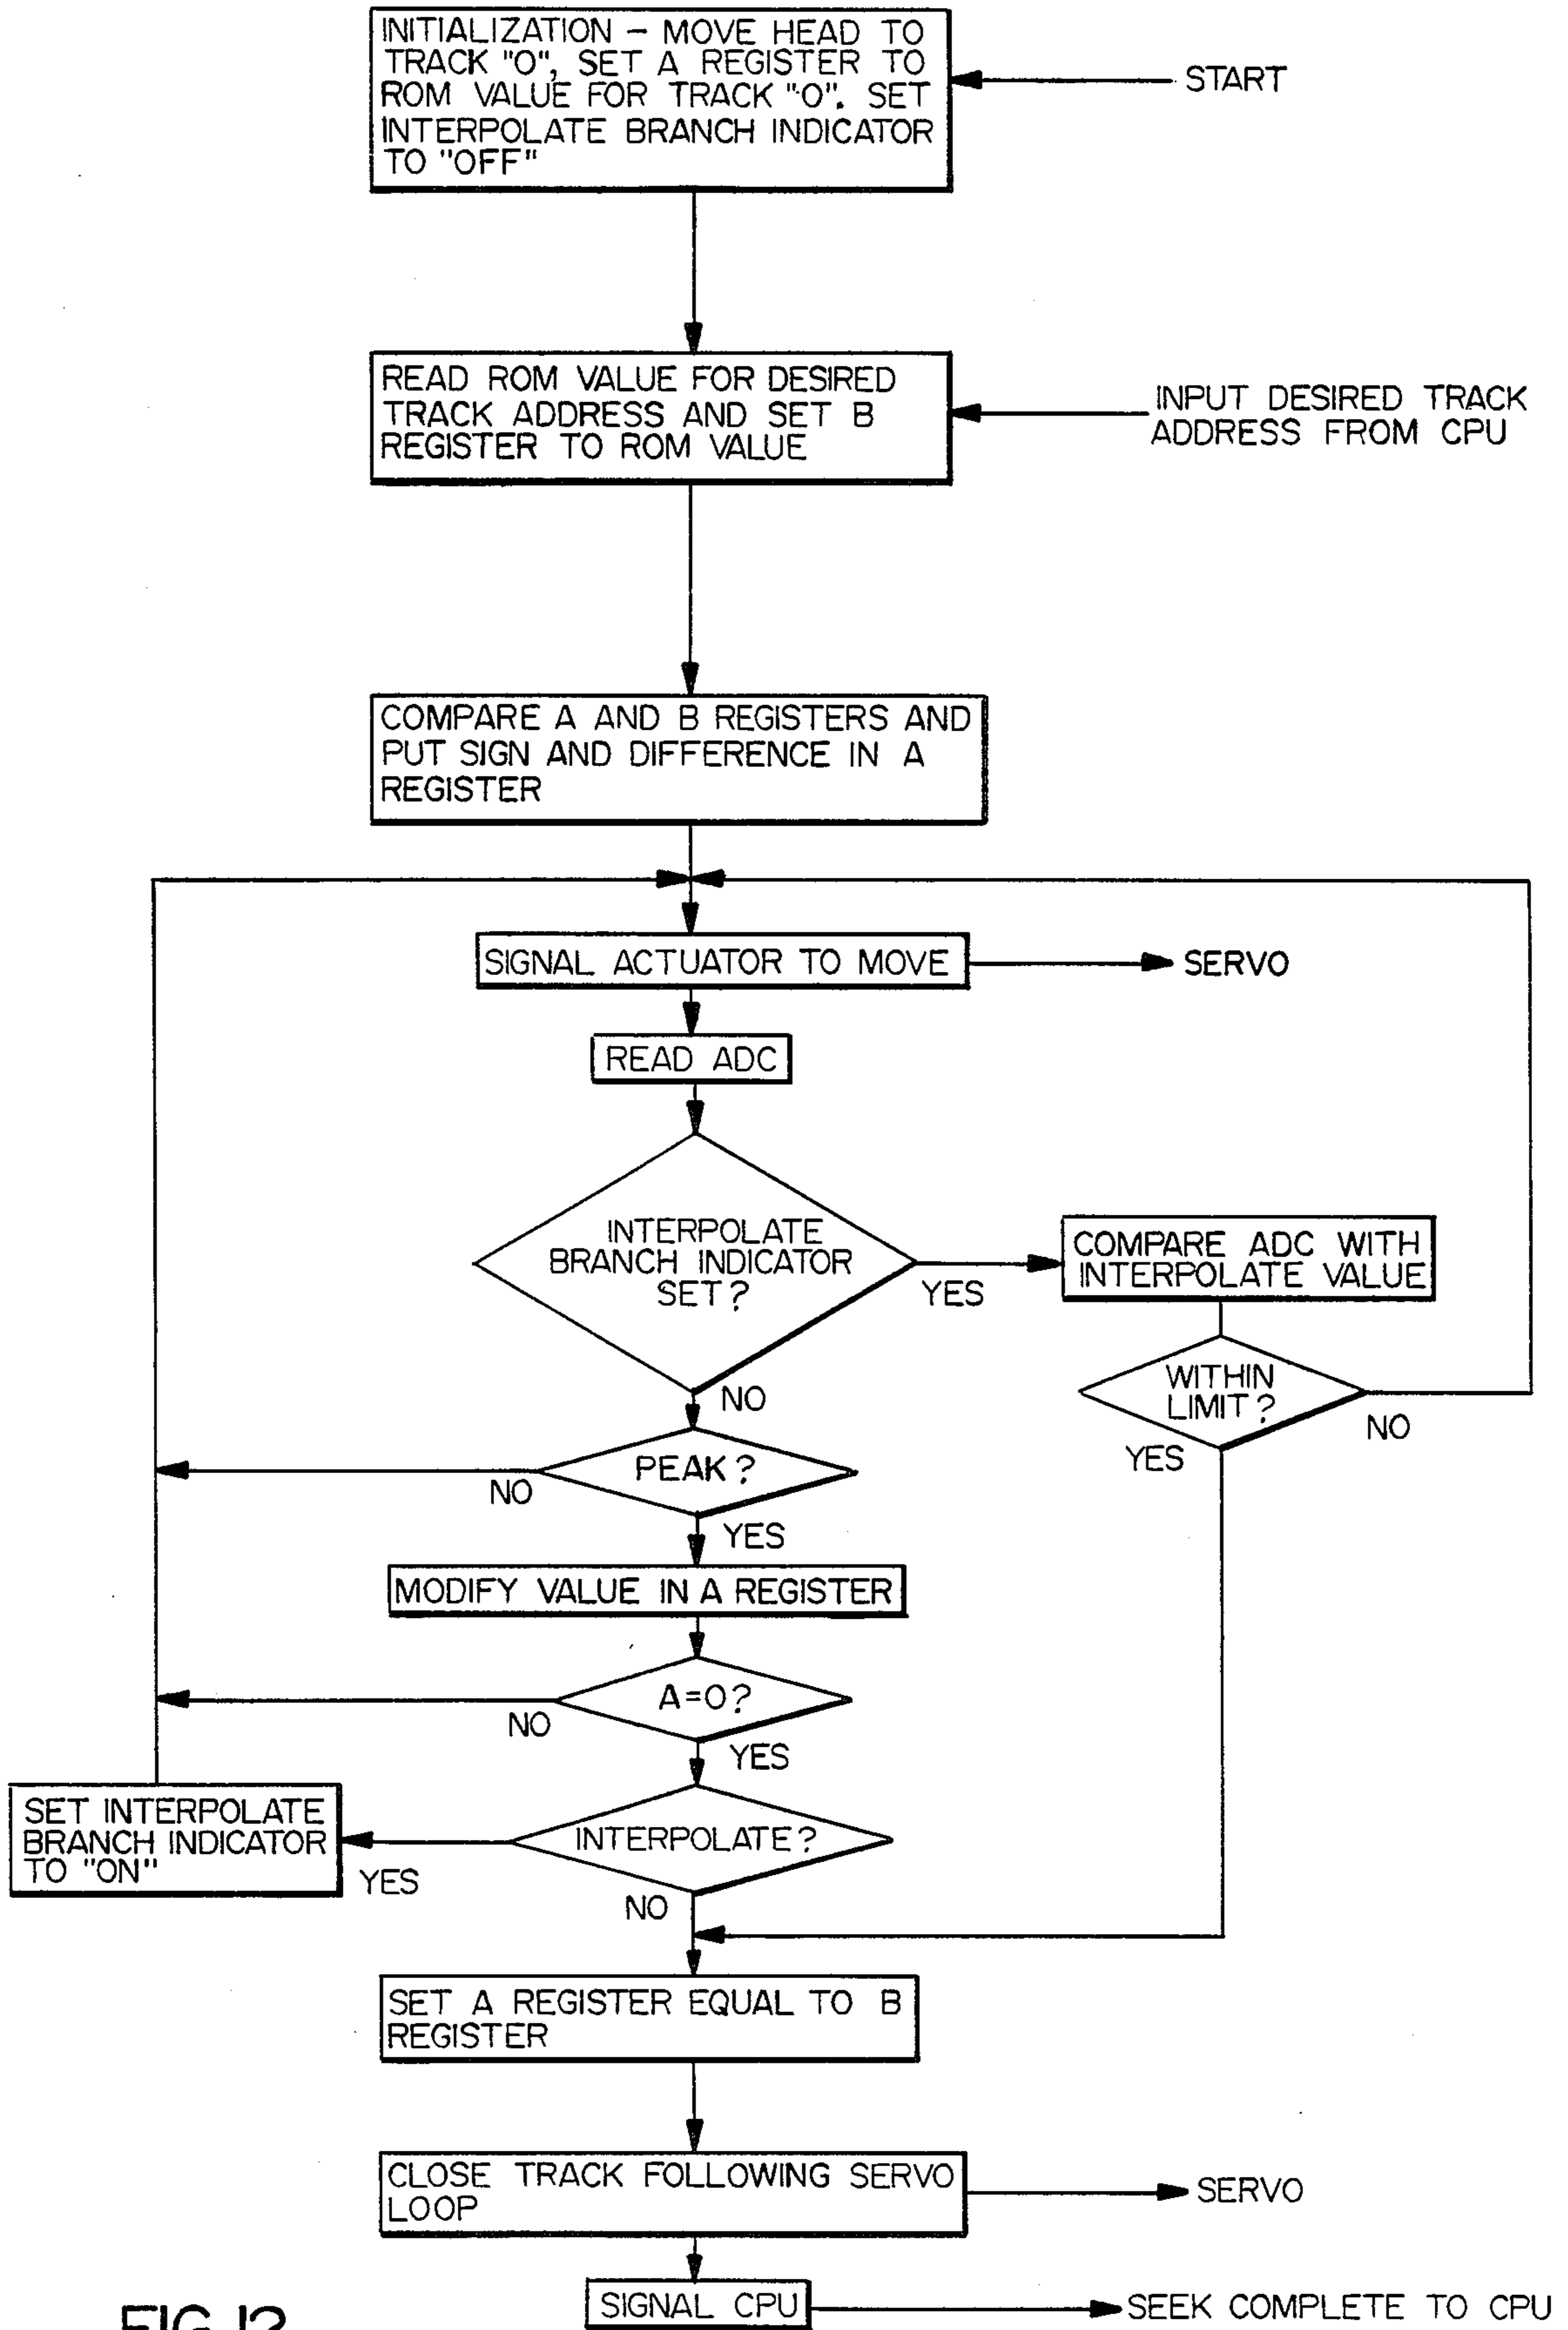 INITIALIZATION – MOVE HEAD TO
TRACK "O", SET A REGISTER TO
ROM VALUE FOR TRACK "O". SET
INTERPOLATE BRANCH INDICATOR
TO "OFF"
START
READ ROM VALUE FOR DESIRED
TRACK ADDRESS AND SET B
REGISTER TO ROM VALUE
INPUT DESIRED TRACK
ADDRESS FROM CPU
COMPARE A AND B REGISTERS AND
PUT SIGN AND DIFFERENCE IN A
REGISTER
SIGNAL ACTUATOR TO MOVE
SERVO
READ ADC
INTERPOLATE
BRANCH INDICATOR
SET?
YES
COMPARE ADC WITH
INTERPOLATE VALUE
NO
WITHIN
LIMIT?
NO
YES
PEAK?
NO
YES
MODIFY VALUE IN A REGISTER
A=O?
NO
YES
INTERPOLATE?
YES
SET INTERPOLATE
BRANCH INDICATOR
TO "ON"
NO
SET A REGISTER EQUAL TO B
REGISTER
CLOSE TRACK FOLLOWING SERVO
LOOP
SERVO
SIGNAL CPU
SEEK COMPLETE TO CPU